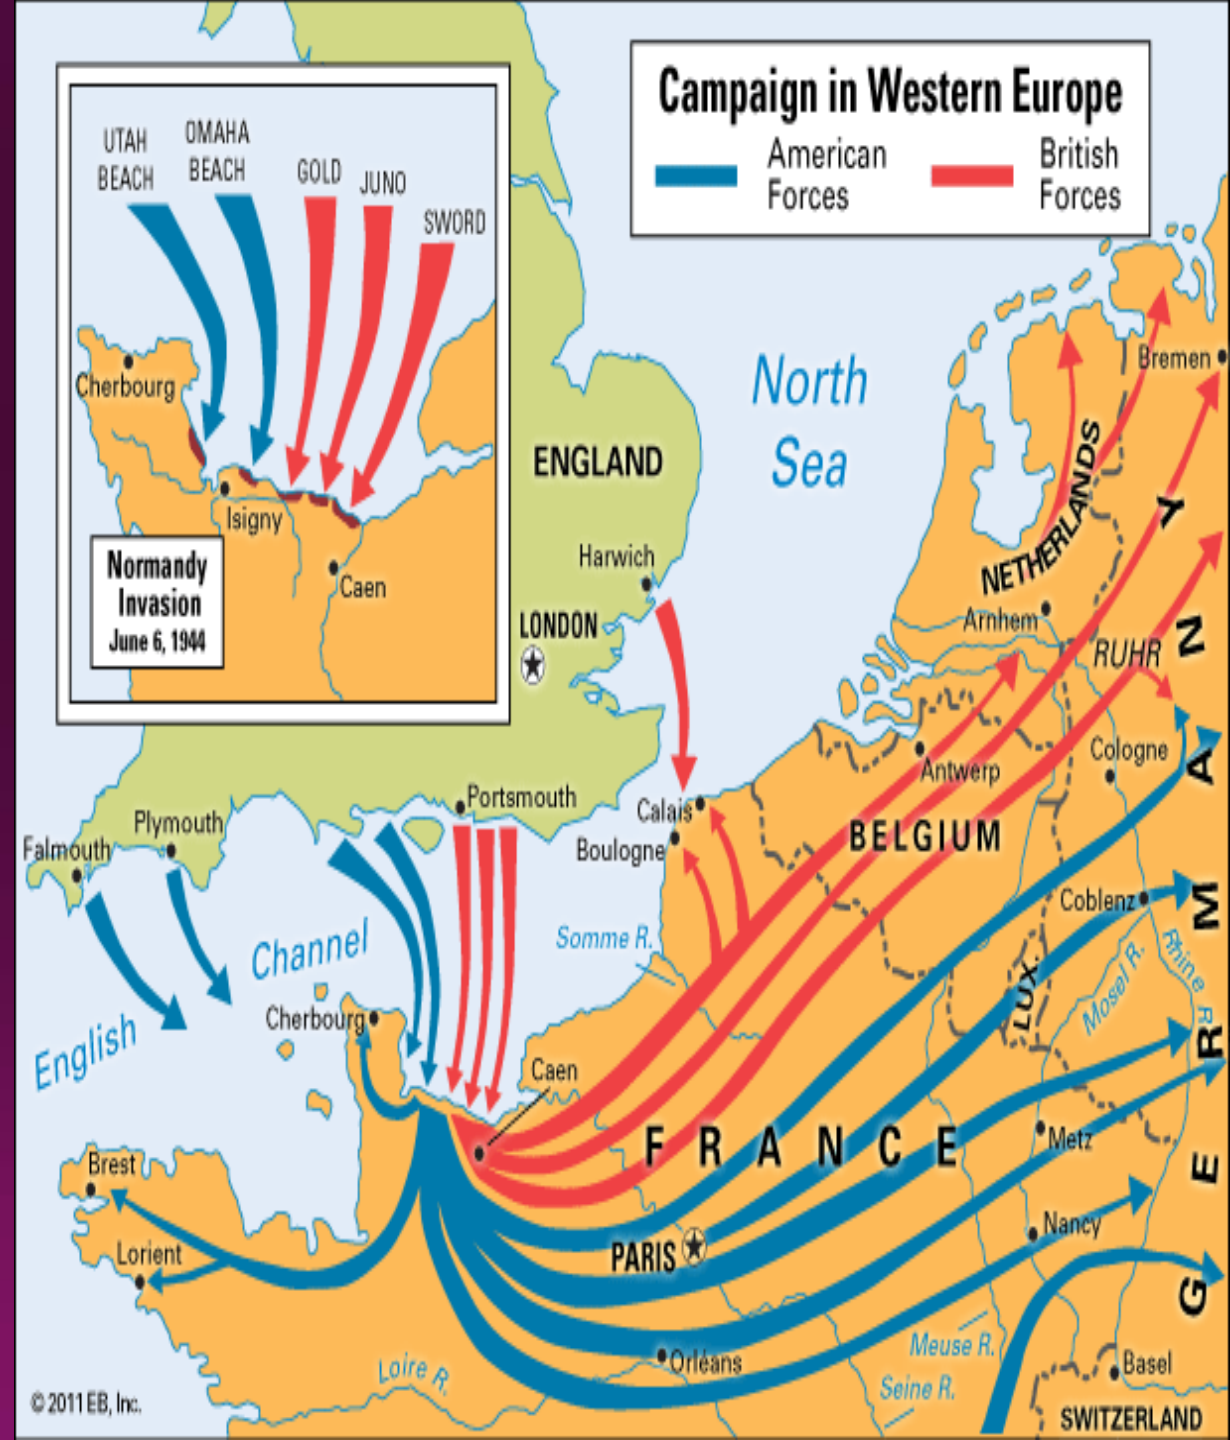 Campaign in Western Europe
American
Forces
British
Forces
UTAH
BEACH
OMAHA
BEACH
GOLD
JUNO
SWORD
Cherbourg
Isigny
Caen
Normandy
Invasion
June 6, 1944
North
Sea
ENGLAND
Harwich
LONDON
Portsmouth
Plymouth
Falmouth
English
Channel
Calais
Boulogne
Somme R.
Cherbourg
Caen
Brest
Lorient
Loire R.
FRANCE
PARIS
Orléans
Meuse R.
Seine R.
Metz
Nancy
Basel
SWITZERLAND
Bremen
NETHERLANDS
Arnhem
RUHR
Antwerp
Cologne
BELGIUM
Coblenz
LUX.
Mosel R.
Rhine R.
GERMANY
© 2011 EB, Inc.